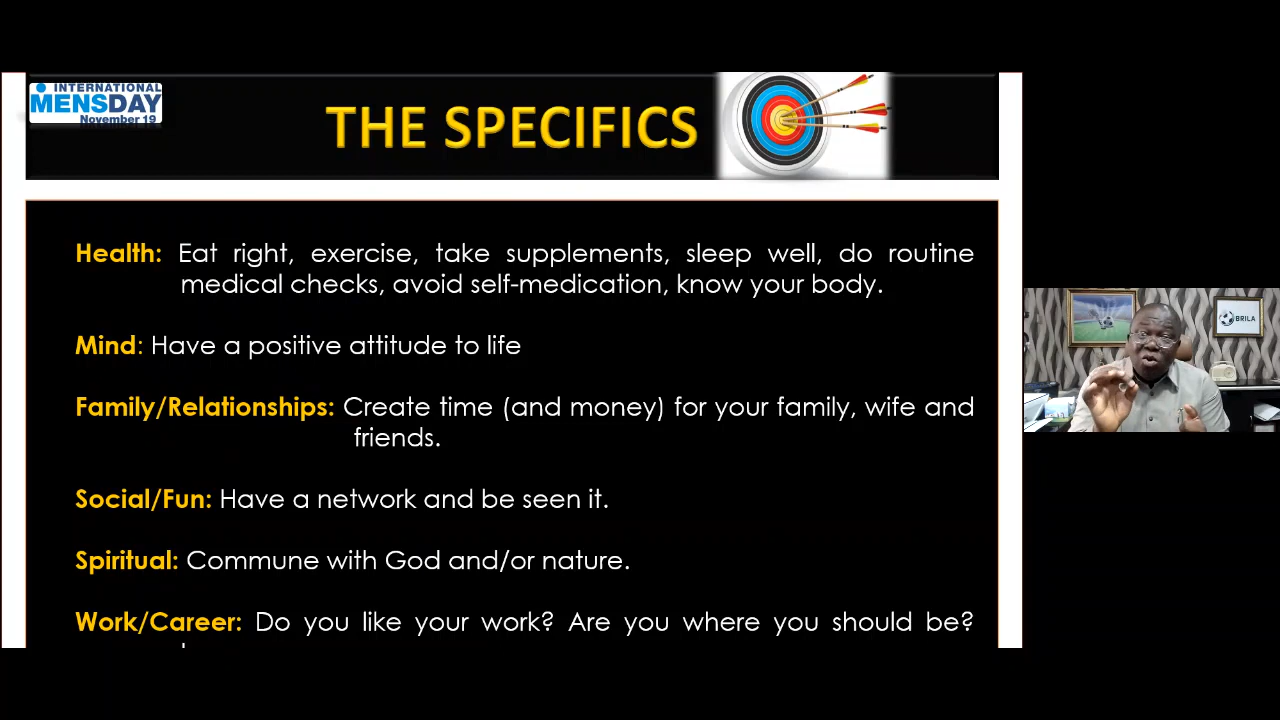 INTERNATIONAL
MENSDAY
November 19
THE SPECIFICS
Health: Eat right, exercise, take supplements, sleep well, do routine
medical checks, avoid self-medication, know your body.
Mind: Have a positive attitude to life
Family/Relationships: Create time (and money) for your family, wife and
friends.
Social/Fun: Have a network and be seen it.
Spiritual: Commune with God and/or nature.
Work/Career: Do you like your work? Are you where you should be?
BRILA